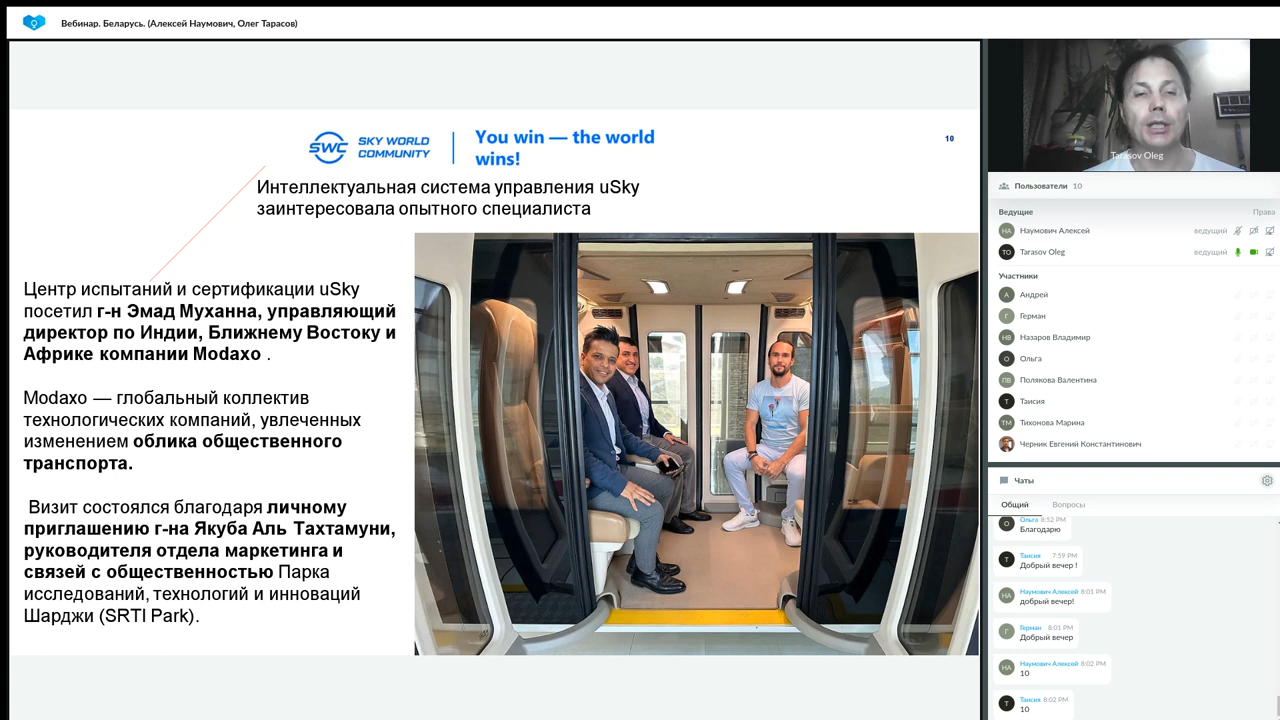 Вебинар. Беларусь. (Алексей Наумович, Олег Тарасов)
SWC
SKY WORLD
COMMUNITY
You win — the world
wins!
10
Интеллектуальная система управления uSky
заинтересовала опытного специалиста
Центр испытаний и сертификации uSky
посетил г-н Эмад Муханна, управляющий
директор по Индии, Ближнему Востоку и
Африке компании Modaxo .
Modaxo — глобальный коллектив
технологических компаний, увлеченных
изменением облика общественного
транспорта.
Визит состоялся благодаря личному
приглашению г-на Якуба Аль Тахтамуни,
руководителя отдела маркетинга и
связей с общественностью Парка
исследований, технологий и инноваций
Шарджи (SRTI Park).
Tarasov Oleg
Пользователи 10
Ведущие Права
НА Наумович Алексей ведущий
TO Tarasov Oleg ведущий
Участники
А Андрей
Г Герман
НВ Назаров Владимир
О Ольга
ПВ Полякова Валентина
Т Таисия
ТМ Тихонова Марина
Черник Евгений Константинович
Чаты
Общий Вопросы
О Ольга 8:52 PM
Благодарю
Таисия 7:59 PM
Т Добрый вечер !
Наумович Алексей 8:01 PM
НА добрый вечер!
Герман 8:01 PM
Г Добрый вечер
Наумович Алексей 8:02 PM
НА 10
Таисия 8:02 PM
Т 10